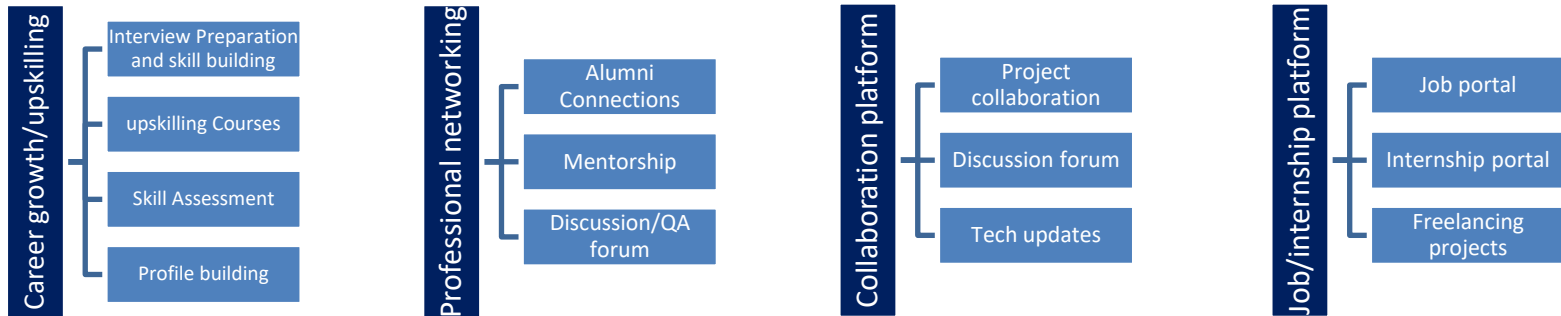 Career growth/upskilling
Interview Preparation
and skill building
upskilling Courses
Skill Assessment
Profile building
Professional networking
Alumni
Connections
Mentorship
Discussion/QA
forum
Collaboration platform
Project
collaboration
Discussion forum
Tech updates
Job/internship platform
Job portal
Internship portal
Freelancing
projects